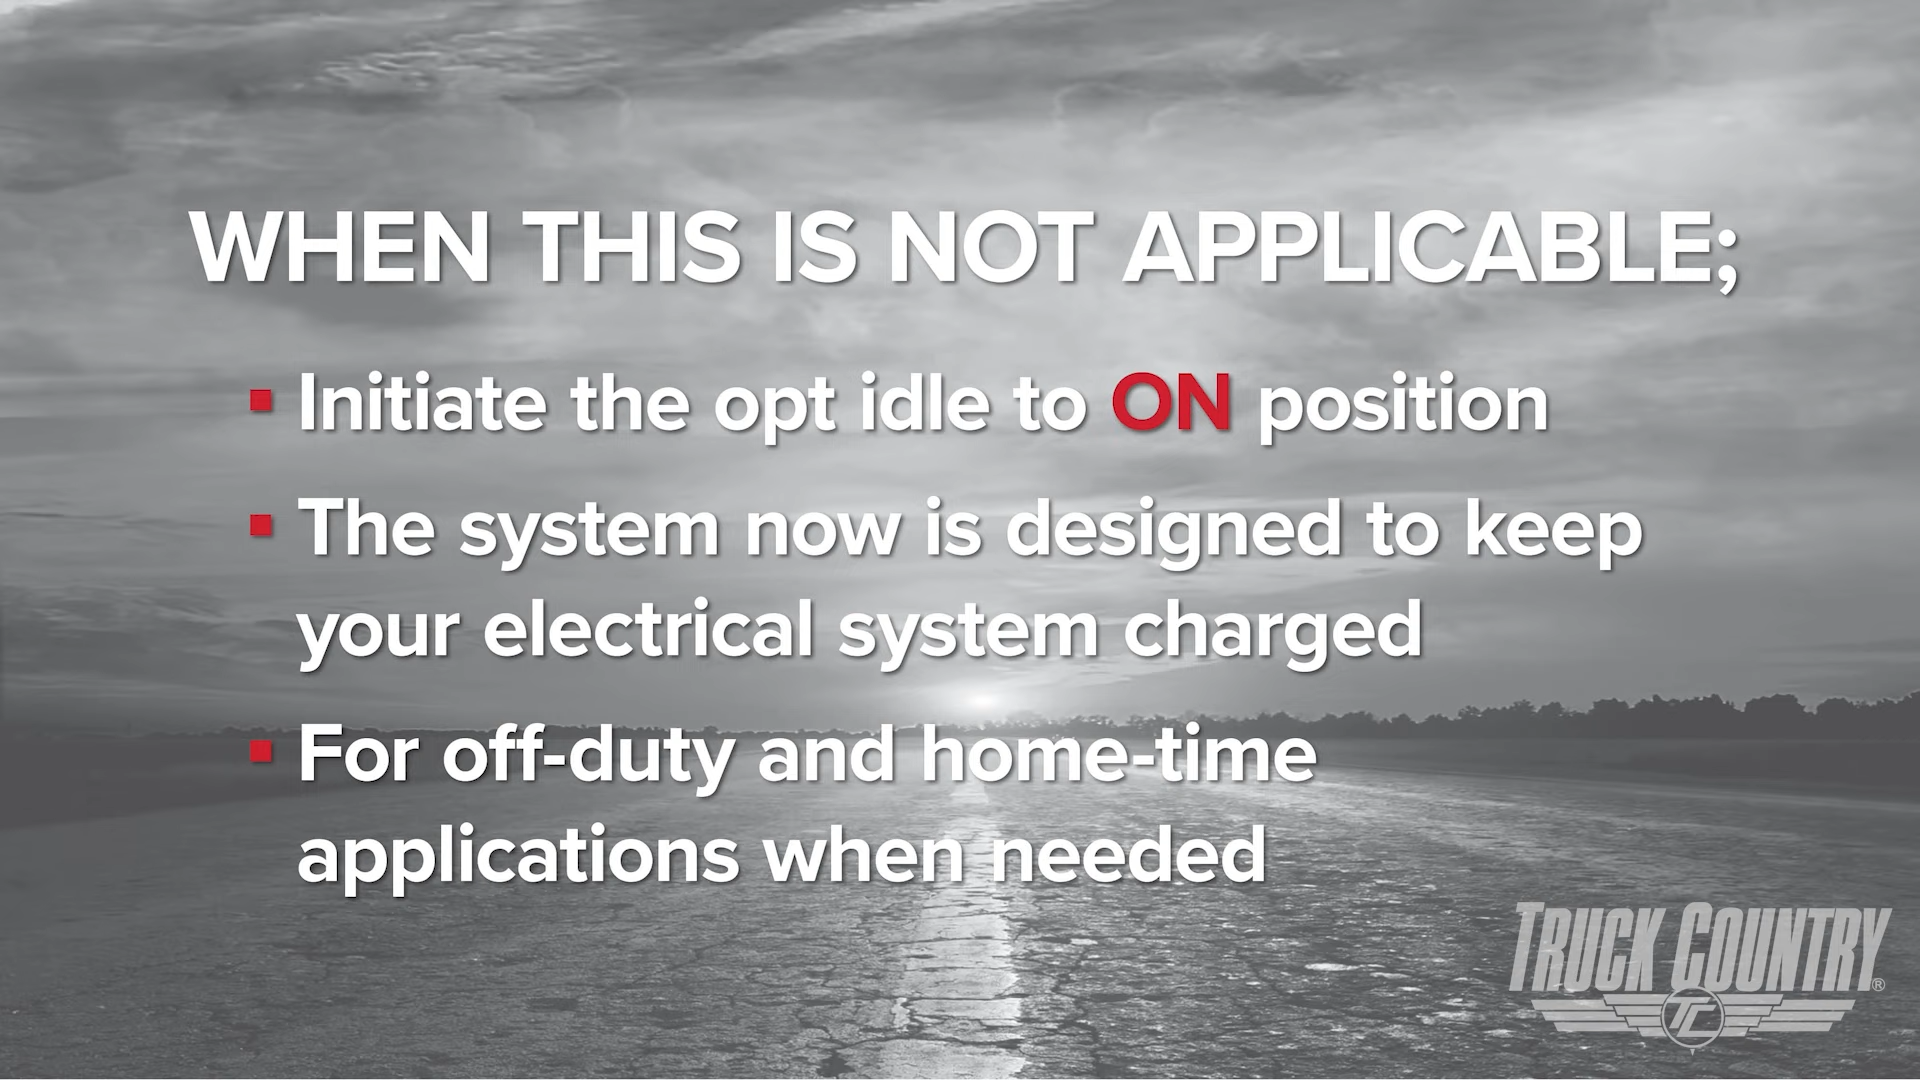 WHEN THIS IS NOT APPLICABLE;
▪ Initiate the opt idle to ON position
▪ The system now is designed to keep
your electrical system charged
▪ For off-duty and home-time
applications when needed
TRUCK COUNTRY®
TC